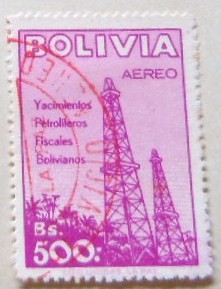 BOLIVIA
AEREO
Yacimientos
Petrolíferos
Fiscales
Bolivianos
Bs.
500.